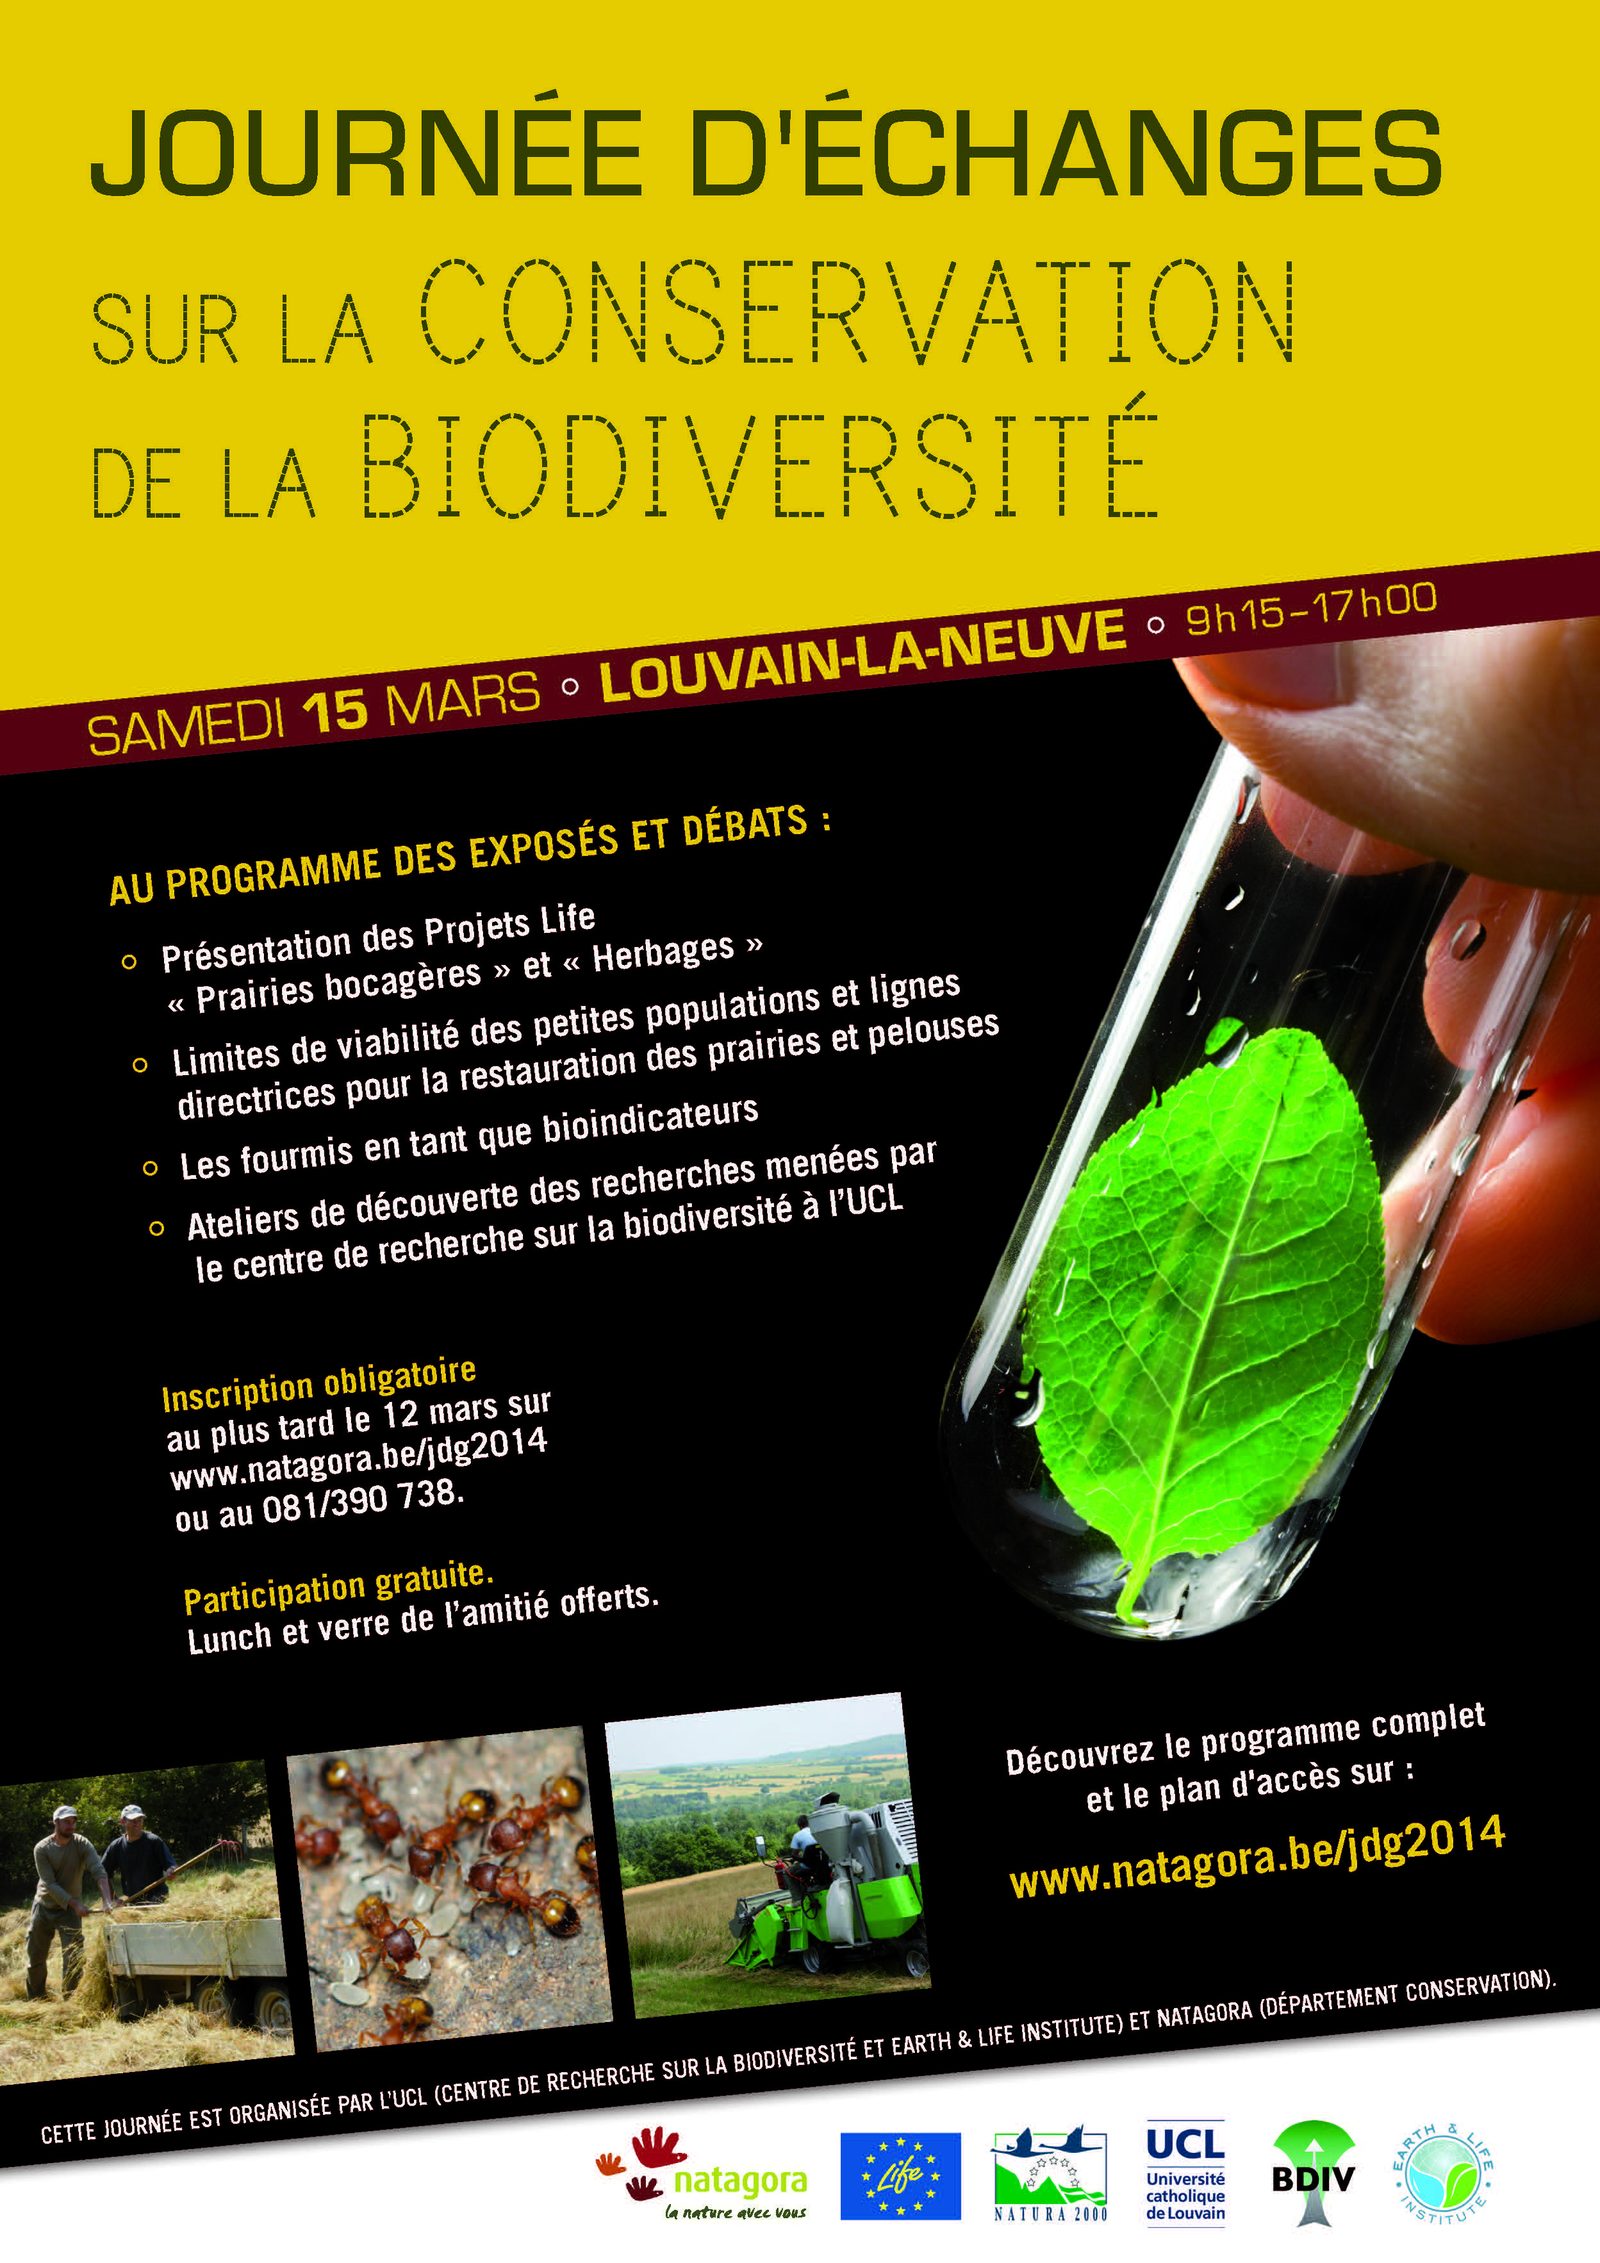 JOURNÉE D'ÉCHANGES
SUR LA CONSERVATION
DE LA BIODIVERSITÉ
SAMEDI 15 MARS ○ LOUVAIN-LA-NEUVE ○ 9h15-17h00
AU PROGRAMME DES EXPOSÉS ET DÉBATS :
Présentation des Projets Life
« Prairies bocagères » et « Herbages »
Limites de viabilité des petites populations et lignes
directrices pour la restauration des prairies et pelouses
Les fourmis en tant que bioindicateurs
Ateliers de découverte des recherches menées par
le centre de recherche sur la biodiversité à l'UCL
Inscription obligatoire
au plus tard le 12 mars sur
www.natagora.be/jdg2014
ou au 081/390 738.
Participation gratuite.
Lunch et verre de l'amitié offerts.
Découvrez le programme complet
et le plan d'accès sur :
www.natagora.be/jdg2014
CETTE JOURNÉE EST ORGANISÉE PAR L'UCL (CENTRE DE RECHERCHE SUR LA BIODIVERSITÉ ET EARTH & LIFE INSTITUTE) ET NATAGORA (DÉPARTEMENT CONSERVATION).
natagora
la nature avec vous
Life
NATURA 2000
UCL
Université
catholique
de Louvain
BDIV
EARTH & LIFE
INSTITUTE